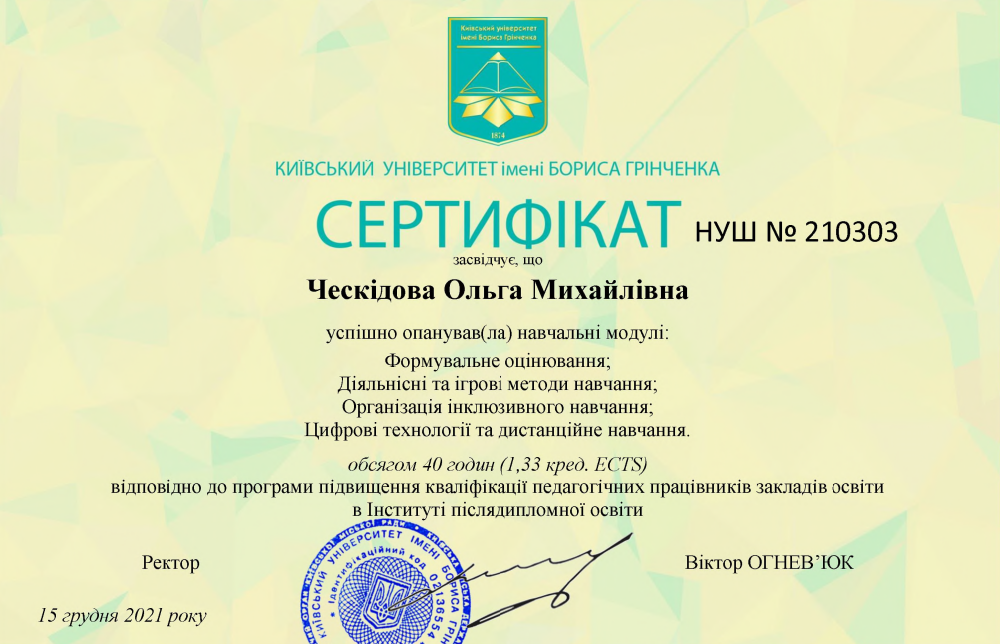 Київський університет
імені Бориса Грінченка
1874
КИЇВСЬКИЙ УНІВЕРСИТЕТ імені БОРИСА ГРІНЧЕНКА
СЕРТИФІКАТ НУШ № 210303
засвідчує, що
Ческідова Ольга Михайлівна
успішно опанував(ла) навчальні модулі:
Формувальне оцінювання;
Діяльнісні та ігрові методи навчання;
Організація інклюзивного навчання;
Цифрові технології та дистанційне навчання.
обсягом 40 годин (1,33 кред. ECTS)
відповідно до програми підвищення кваліфікації педагогічних працівників закладів освіти
в Інституті післядипломної освіти
Ректор
КИЇВСЬКИЙ УНІВЕРСИТЕТ ІМЕНІ БОРИСА
Ідентифікаційний код 02136554
Віктор ОГНЕВ’ЮК
15 грудня 2021 року